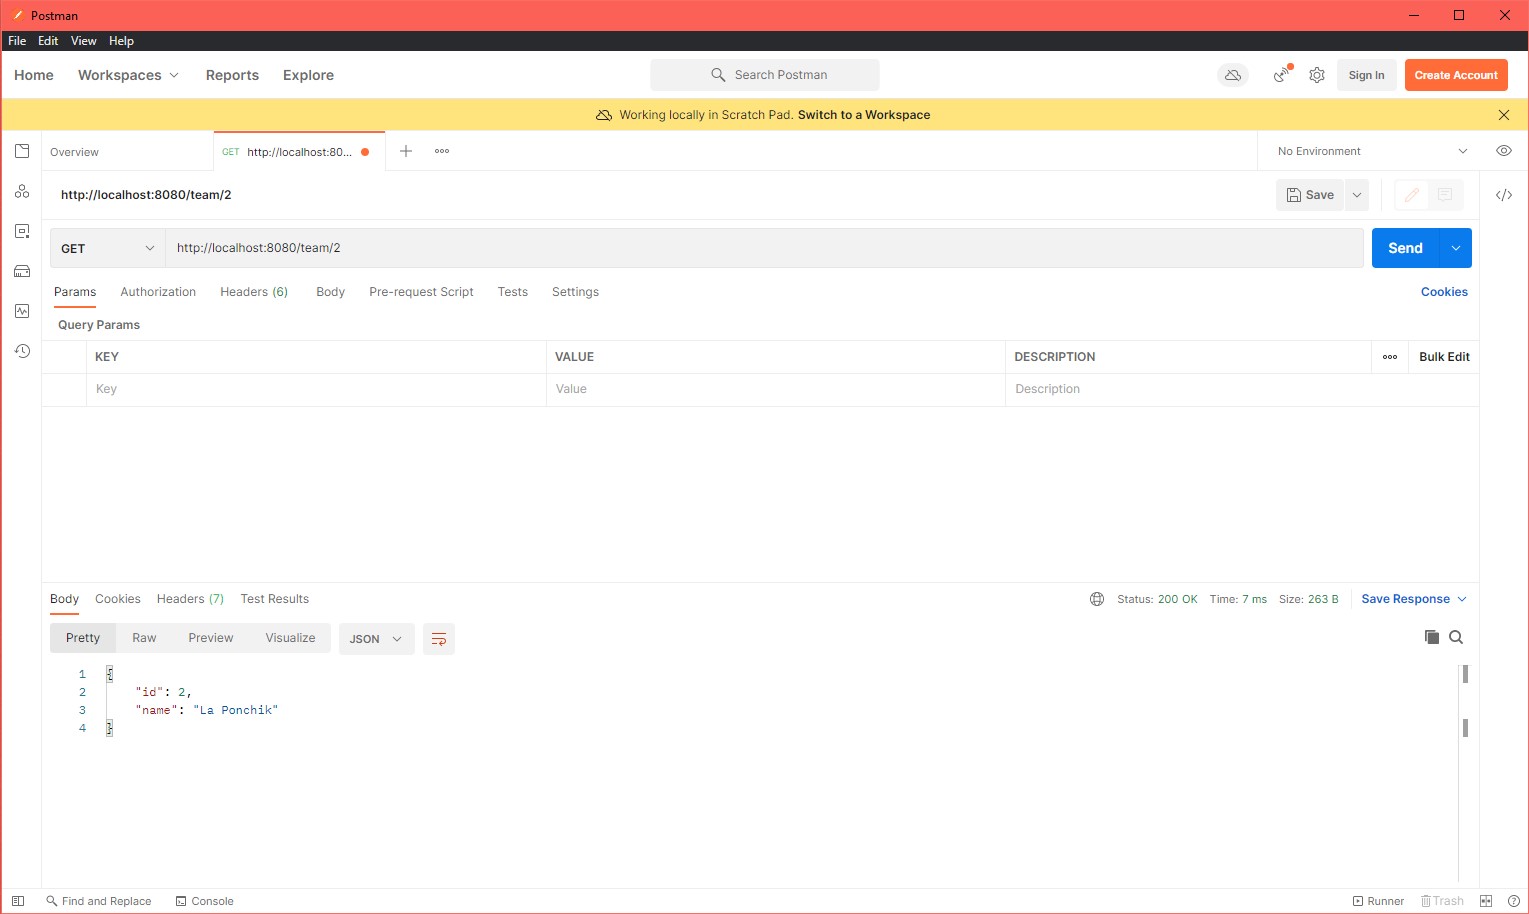 Postman
File Edit View Help
Home Workspaces Reports Explore Search Postman Sign In Create Account
Working locally in Scratch Pad. Switch to a Workspace
Overview GET http://localhost:80... No Environment
http://localhost:8080/team/2 Save
GET http://localhost:8080/team/2 Send
Params Authorization Headers (6) Body Pre-request Script Tests Settings Cookies
Query Params
KEY VALUE DESCRIPTION Bulk Edit
Key Value Description
Body Cookies Headers (7) Test Results Status: 200 OK Time: 7 ms Size: 263 B Save Response
Pretty Raw Preview Visualize JSON
1 {
2 "id": 2,
3 "name": "La Ponchik"
4 }
Find and Replace Console Runner Trash